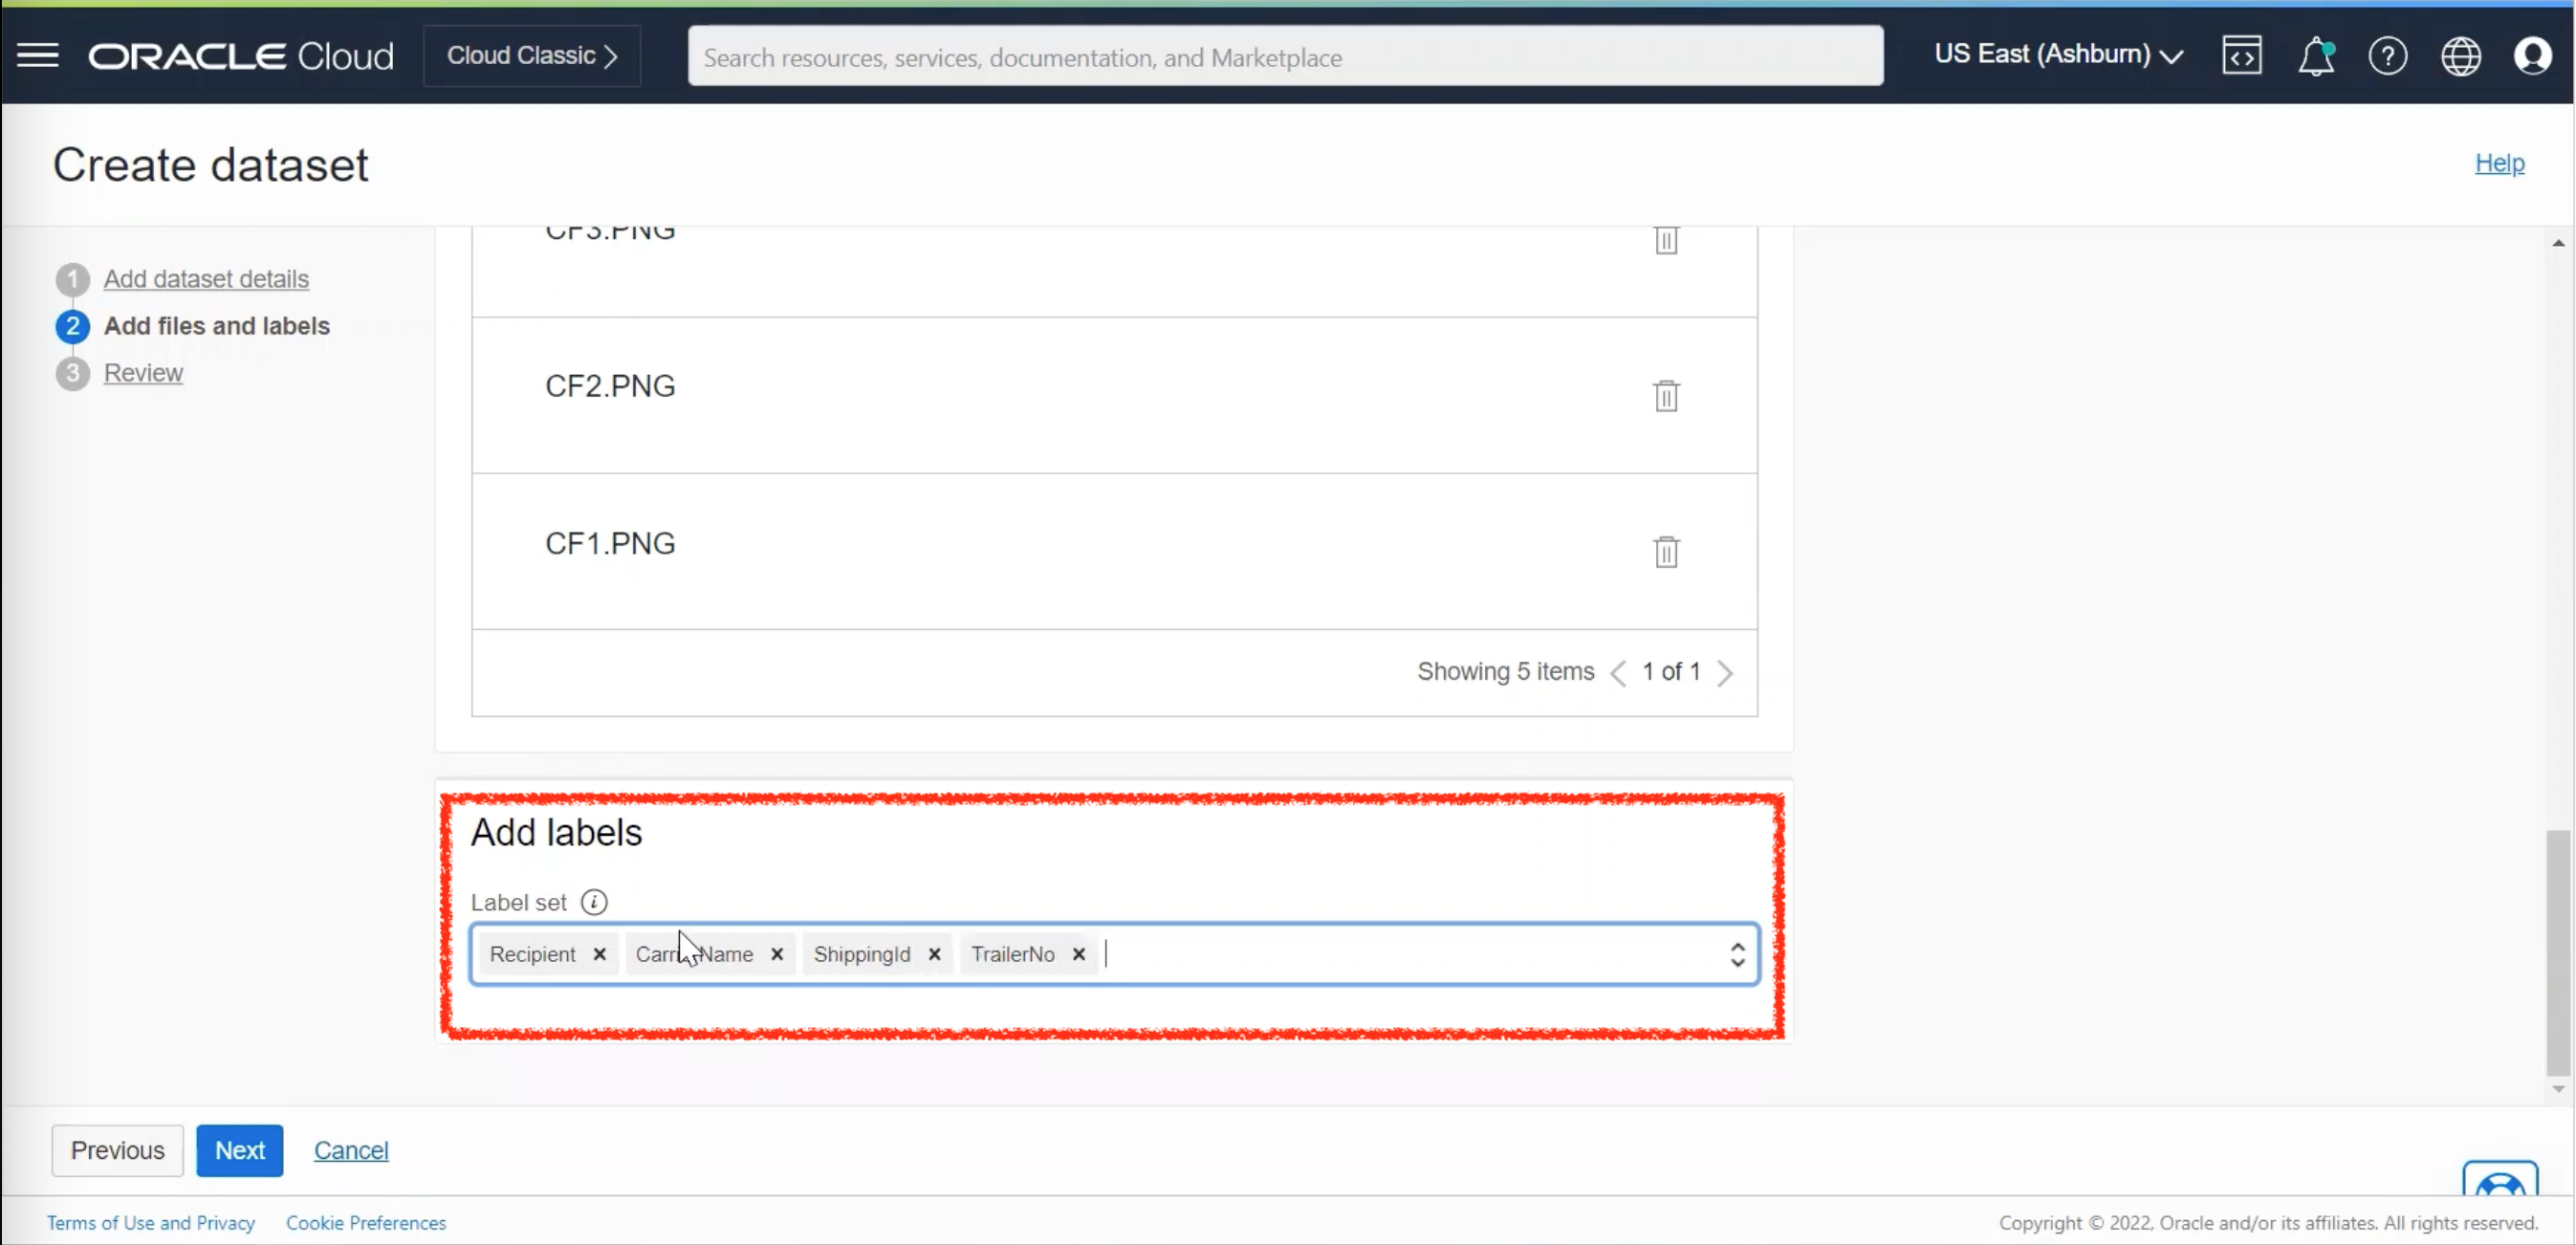 ORACLE Cloud Cloud Classic Search resources, services, documentation, and Marketplace US East (Ashburn)
Create dataset Help
1 Add dataset details
2 Add files and labels
3 Review
CF3.PNG
CF2.PNG
CF1.PNG
Showing 5 items 1 of 1
Add labels
Label set i
Recipient × Name × ShippingId × TrailerNo ×
Previous Next Cancel
Terms of Use and Privacy Cookie Preferences Copyright © 2022, Oracle and/or its affiliates. All rights reserved.